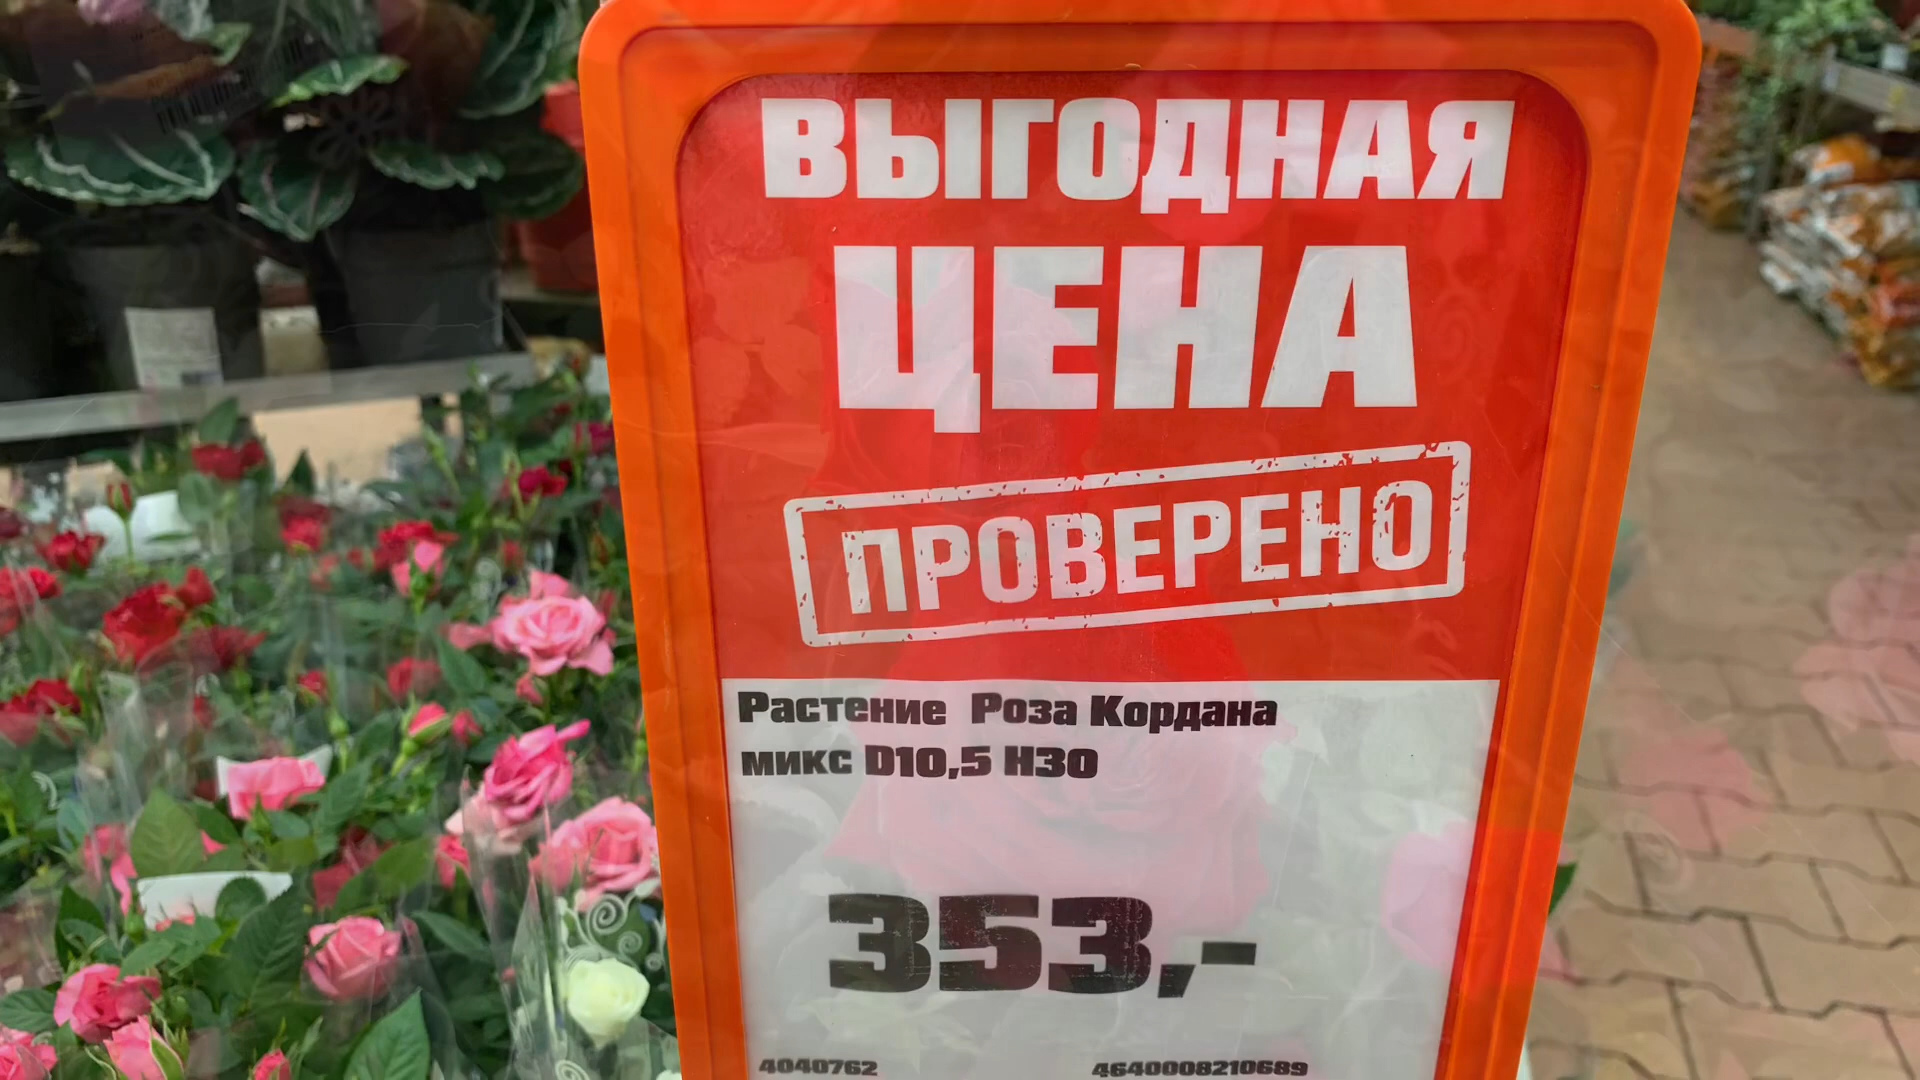 ВЫГОДНАЯ
ЦЕНА
ПРОВЕРЕНО
Растение Роза Кордана
микс D10,5 H30
353,-
4040762 4640008210689